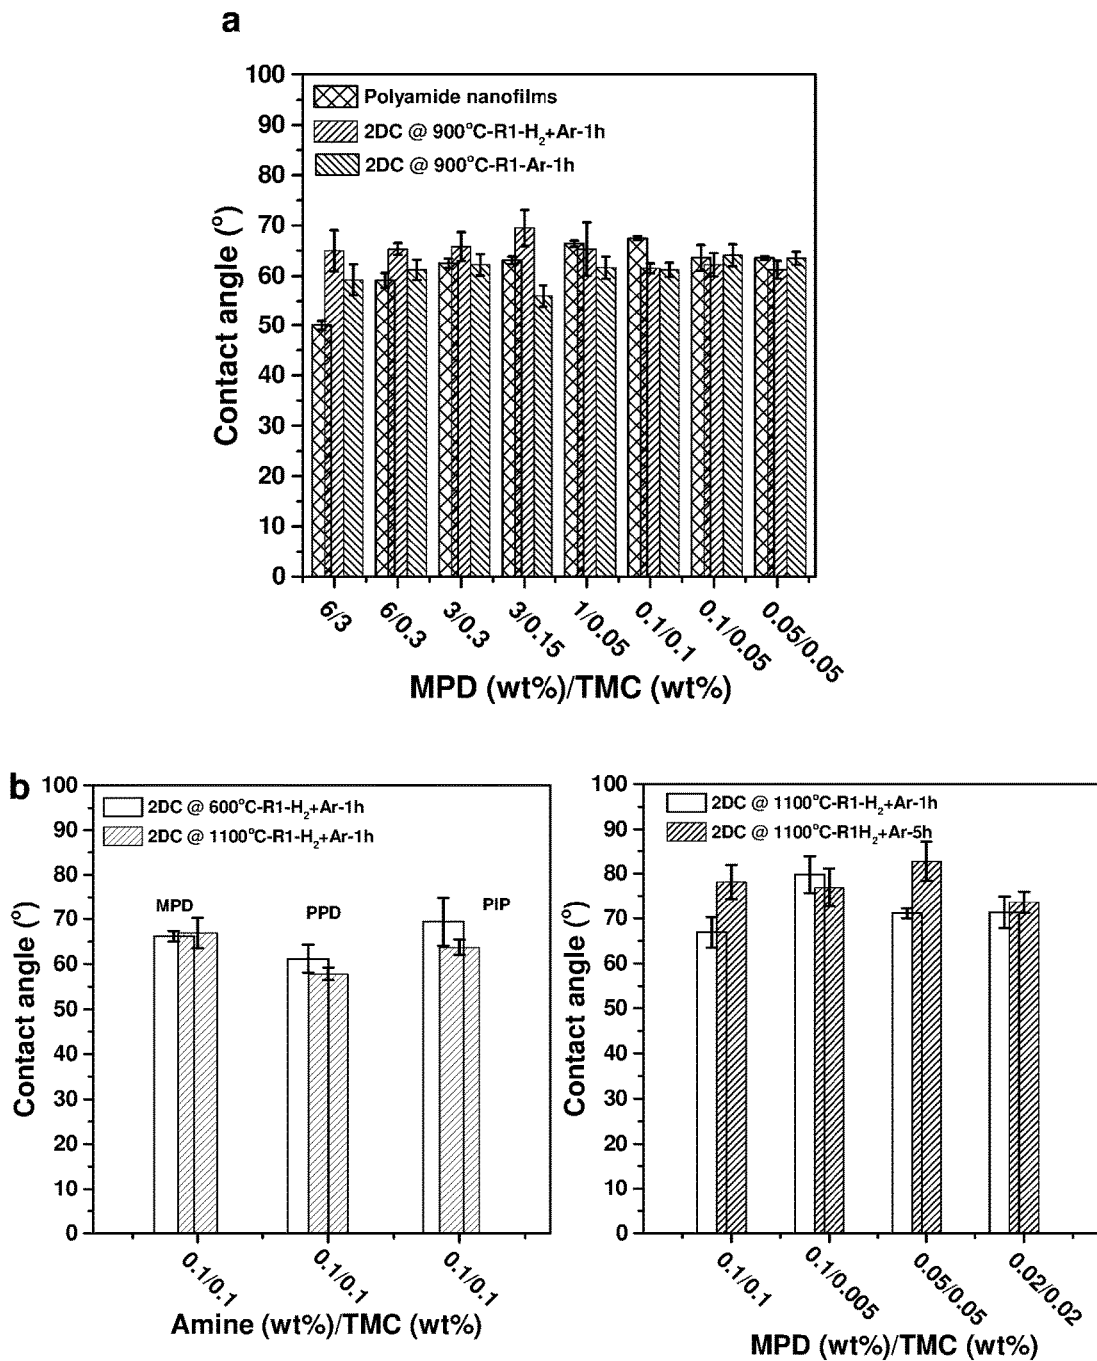 a
100
90
80
70
60
50
40
30
20
10
0
Contact angle (°)
Polyamide nanofilms
2DC @ 900°C-R1-H₂+Ar-1h
2DC @ 900°C-R1-Ar-1h
6/3
6/0.3
3/0.3
3/0.15
1/0.05
0.1/0.1
0.1/0.05
0.05/0.05
MPD (wt%)/TMC (wt%)
b
100
90
80
70
60
50
40
30
20
10
0
Contact angle (°)
2DC @ 600°C-R1-H₂+Ar-1h
2DC @ 1100°C-R1-H₂+Ar-1h
MPD
PPD
PIP
0.1/0.1
0.1/0.1
0.1/0.1
Amine (wt%)/TMC (wt%)
100
90
80
70
60
50
40
30
20
10
0
Contact angle (°)
2DC @ 1100°C-R1-H₂+Ar-1h
2DC @ 1100°C-R1H₂+Ar-5h
0.1/0.1
0.1/0.005
0.05/0.05
0.02/0.02
MPD (wt%)/TMC (wt%)